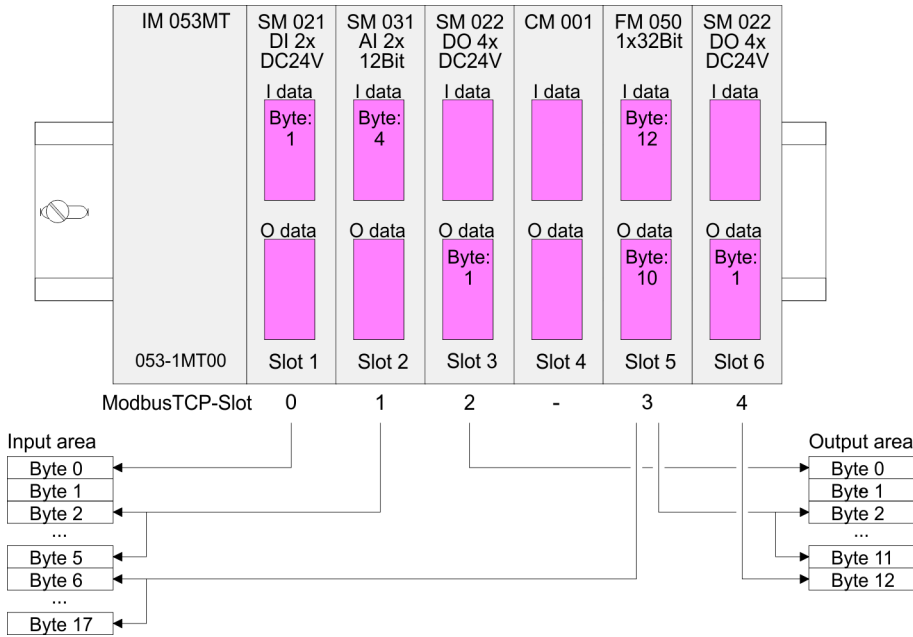 IM 053MT
SM 021
DI 2x
DC24V
SM 031
AI 2x
12Bit
SM 022
DO 4x
DC24V
CM 001
FM 050
1x32Bit
SM 022
DO 4x
DC24V
I data
I data
I data
I data
I data
I data
Byte:
1
Byte:
4
Byte:
12
O data
O data
O data
O data
O data
O data
Byte:
1
Byte:
10
Byte:
1
053-1MT00
Slot 1
Slot 2
Slot 3
Slot 4
Slot 5
Slot 6
ModbusTCP-Slot 0 1 2 - 3 4
Input area
Byte 0
Byte 1
Byte 2
...
Byte 5
Byte 6
...
Byte 17
Output area
Byte 0
Byte 1
Byte 2
...
Byte 11
Byte 12